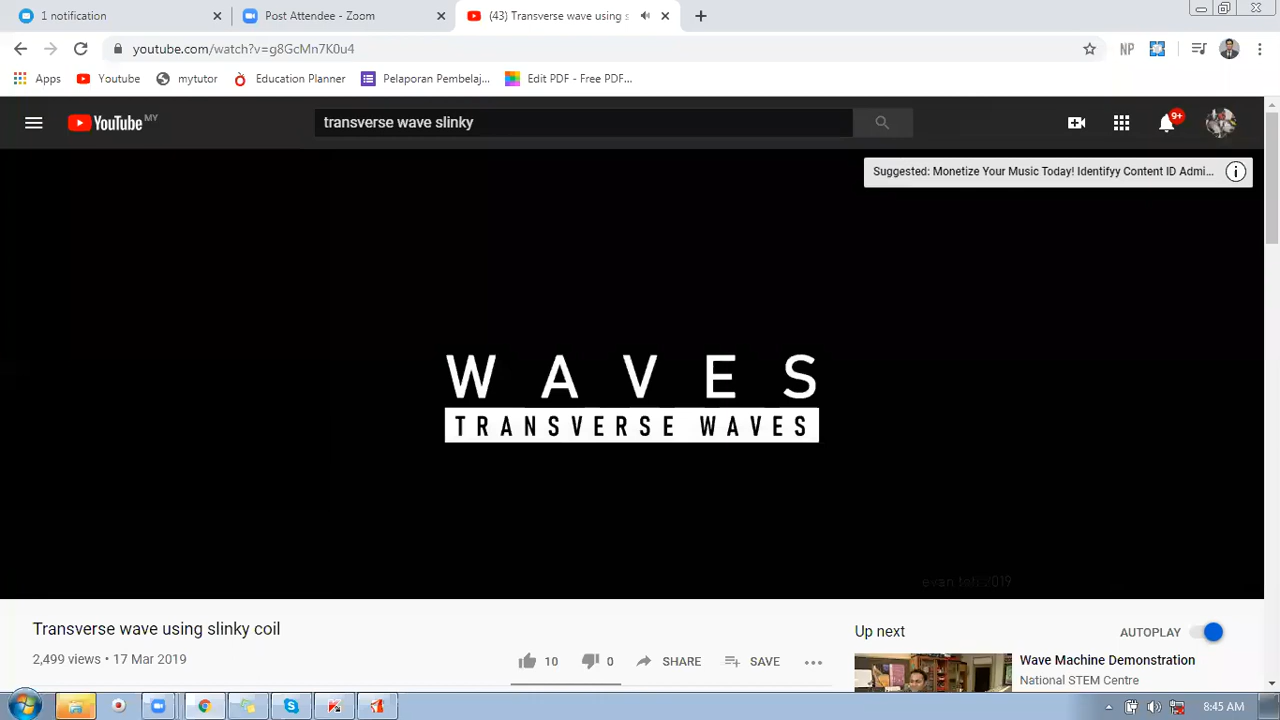 1 notification
Post Attendee - Zoom
(43) Transverse wave using s
youtube.com/watch?v=g8GcMn7K0u4
NP
Apps
Youtube
mytutor
Education Planner
Pelaporan Pembelaj...
Edit PDF - Free PDF...
YouTube MY
transverse wave slinky
9+
Suggested: Monetize Your Music Today! Identifyy Content ID Admi...
WAVES
TRANSVERSE WAVES
Transverse wave using slinky coil
2,499 views • 17 Mar 2019
10
0
SHARE
SAVE
Up next
AUTOPLAY
Wave Machine Demonstration
National STEM Centre
8:45 AM